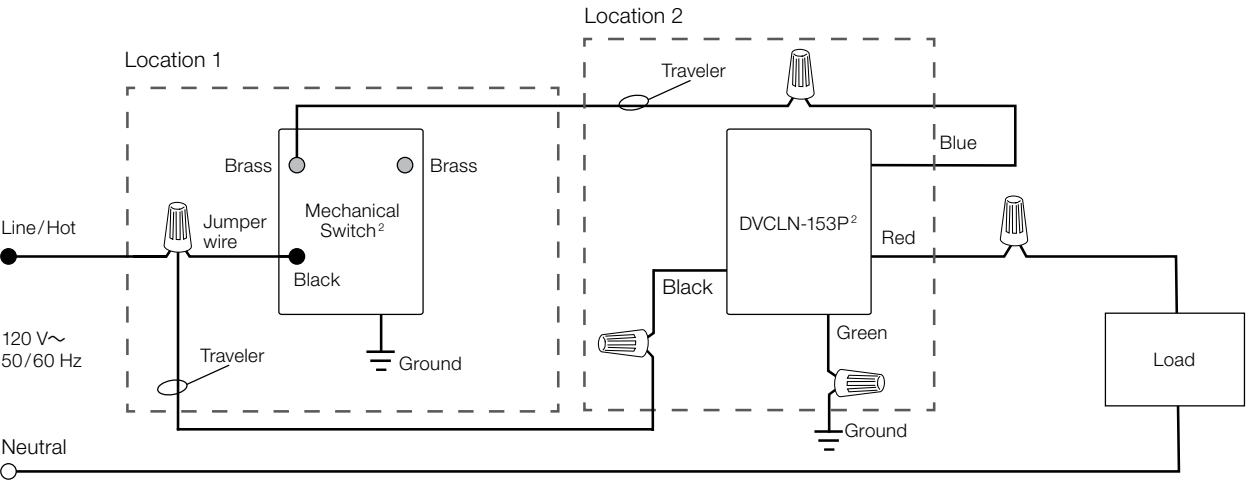 Location 2
Location 1
Traveler
Brass
Brass
Blue
Line/Hot
Jumper
wire
Mechanical
Switch²
DVCLN-153P²
Red
Black
Black
120 V~
50/60 Hz
Traveler
Ground
Green
Load
Ground
Neutral